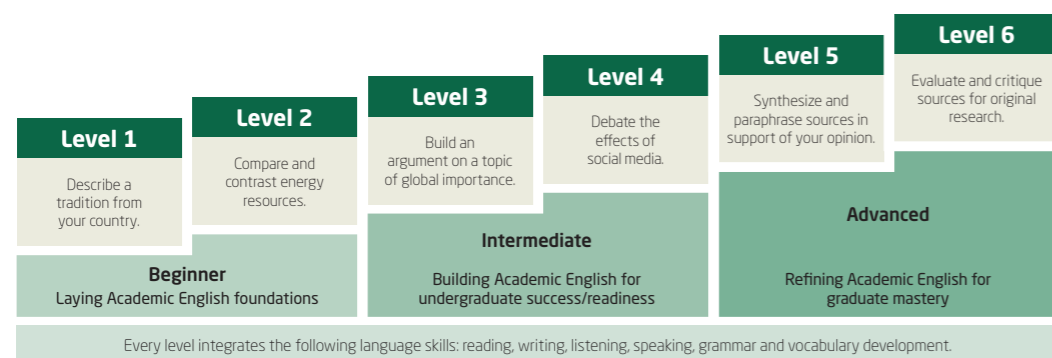 Level 1
Describe a
tradition from
your country.
Level 2
Compare and
contrast energy
resources.
Level 3
Build an
argument on a topic
of global importance.
Level 4
Debate the
effects of
social media.
Level 5
Synthesize and
paraphrase sources in
support of your opinion.
Level 6
Evaluate and critique
sources for original
research.
Beginner
Laying Academic English foundations
Intermediate
Building Academic English for
undergraduate success/readiness
Advanced
Refining Academic English for
graduate mastery
Every level integrates the following language skills: reading, writing, listening, speaking, grammar and vocabulary development.